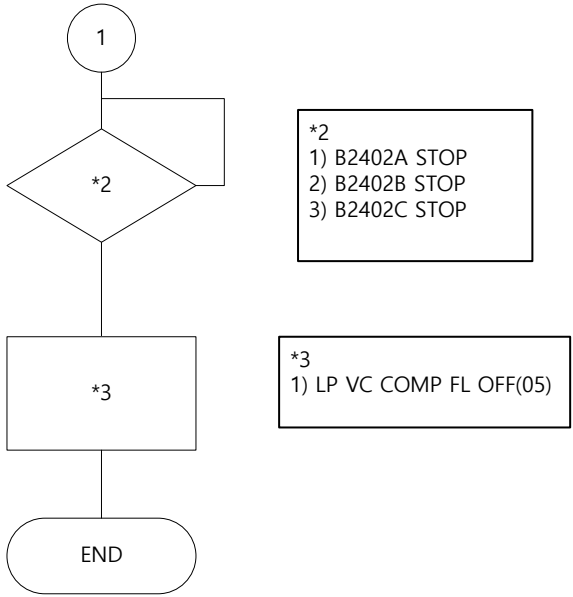 1
*2
*2
1) B2402A STOP
2) B2402B STOP
3) B2402C STOP
*3
*3
1) LP VC COMP FL OFF(05)
END